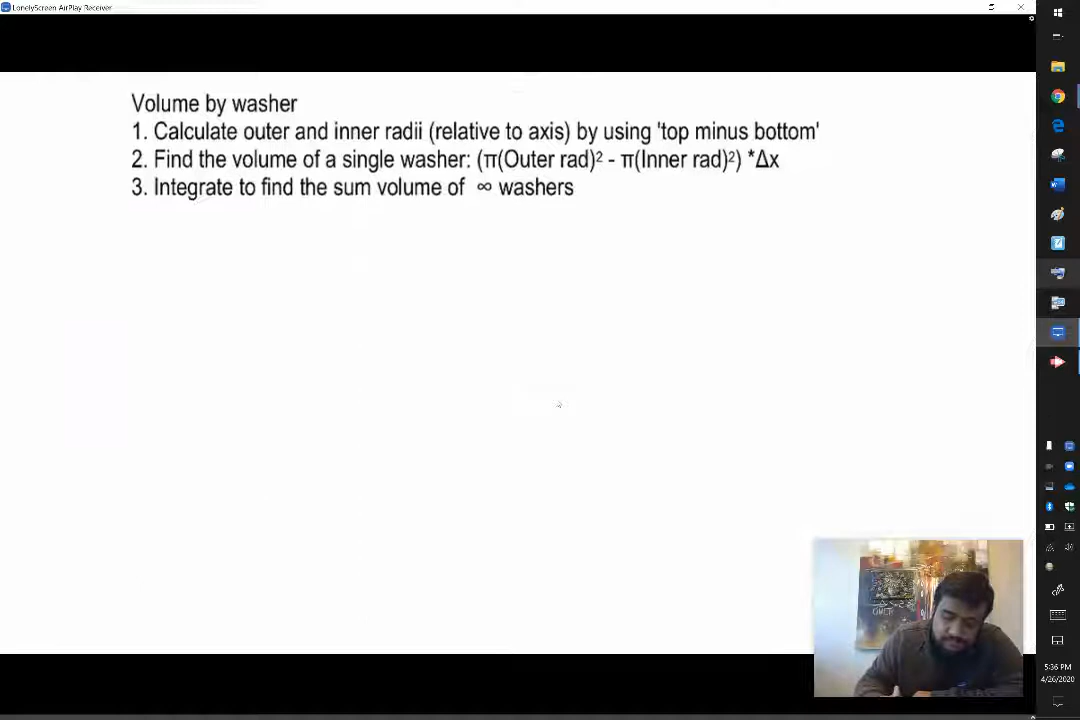 LonelyScreen AirPlay Receiver
Volume by washer
1. Calculate outer and inner radii (relative to axis) by using 'top minus bottom'
2. Find the volume of a single washer: (π(Outer rad)² - π(Inner rad)²) *Δx
3. Integrate to find the sum volume of ∞ washers
5:36 PM
4/26/2020